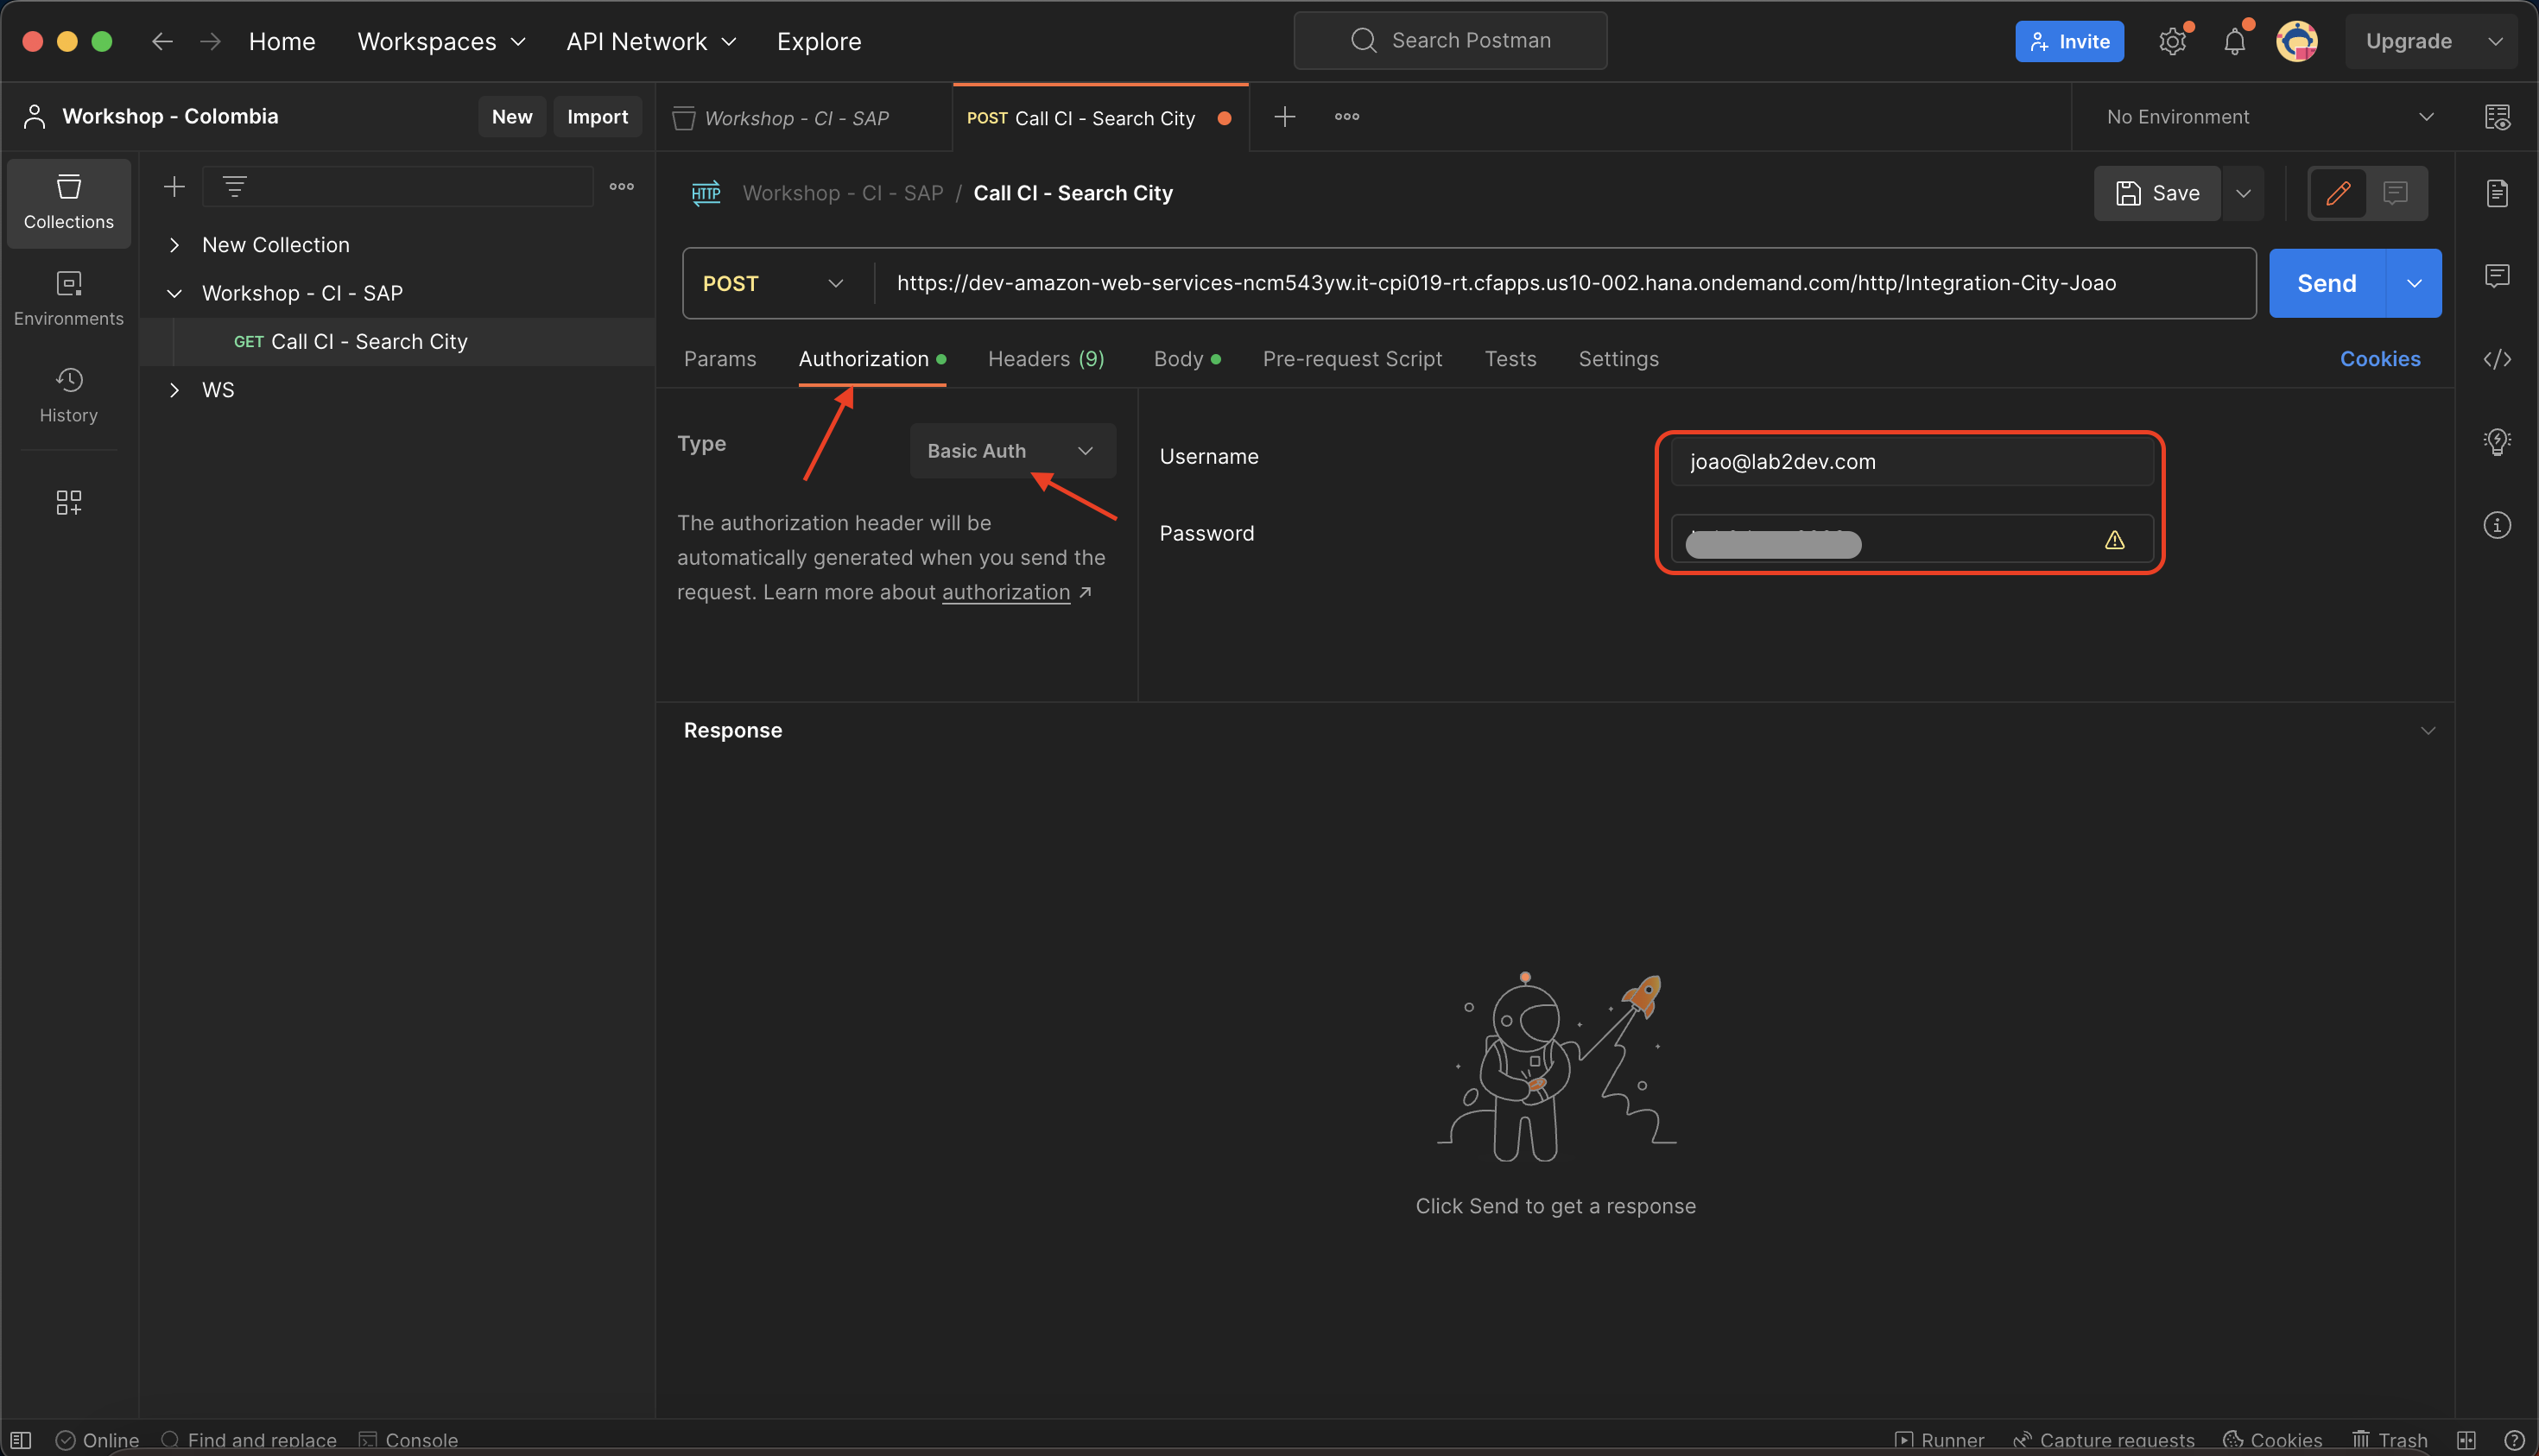 Home
Workspaces
API Network
Explore
Search Postman
Invite
Upgrade
Workshop - Colombia
New
Import
Workshop - CI - SAP
POST Call CI - Search City
No Environment
Collections
Environments
History
New Collection
Workshop - CI - SAP
GET Call CI - Search City
WS
HTTP
Workshop - CI - SAP / Call CI - Search City
Save
POST
https://dev-amazon-web-services-ncm543yw.it-cpi019-rt.cfapps.us10-002.hana.ondemand.com/http/Integration-City-Joao
Send
Params
Authorization
Headers (9)
Body
Pre-request Script
Tests
Settings
Cookies
Type
Basic Auth
The authorization header will be
automatically generated when you send the
request. Learn more about authorization ↗
Username
joao@lab2dev.com
Password
Response
Click Send to get a response
Online
Find and replace
Console
Runner
Capture requests
Cookies
Trash